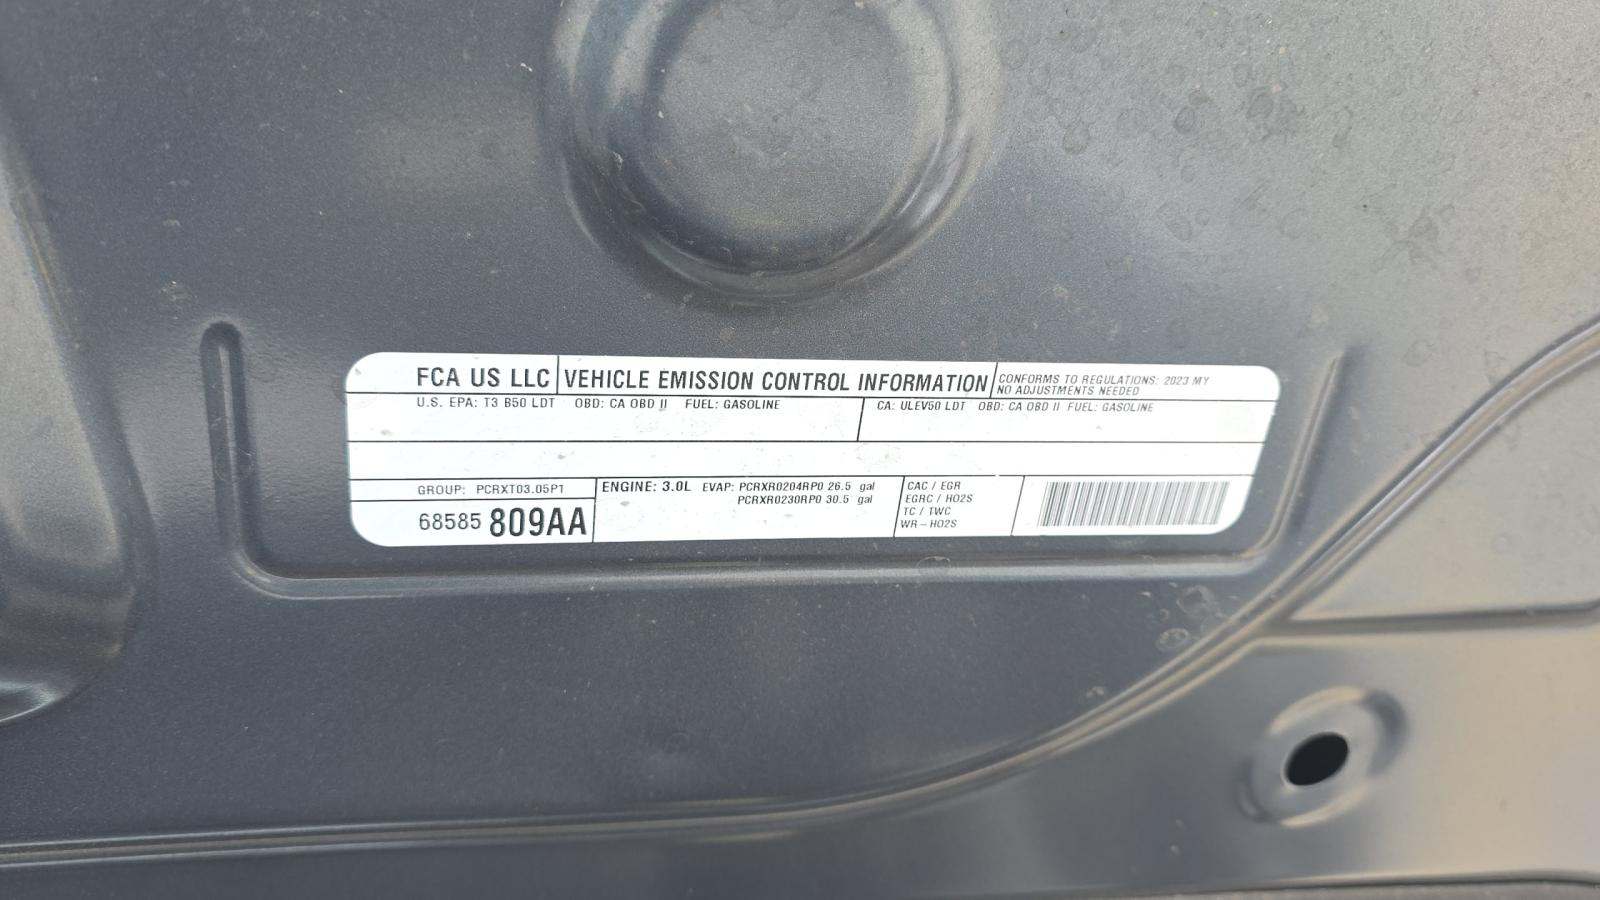 FCA US LLC VEHICLE EMISSION CONTROL INFORMATION
CONFORMS TO REGULATIONS: 2023 MY
NO ADJUSTMENTS NEEDED
U.S. EPA: T3 B50 LDT OBD: CA OBD II FUEL: GASOLINE
CA: ULEV50 LDT OBD: CA OBD II FUEL: GASOLINE
GROUP: PCRXT03.05P1
68585 809AA
ENGINE: 3.0L EVAP: PCRXR0204RP0 26.5 gal
PCRXR0230RP0 30.5 gal
CAC / EGR
EGRC / HO2S
TC / TWC
WR-HO2S